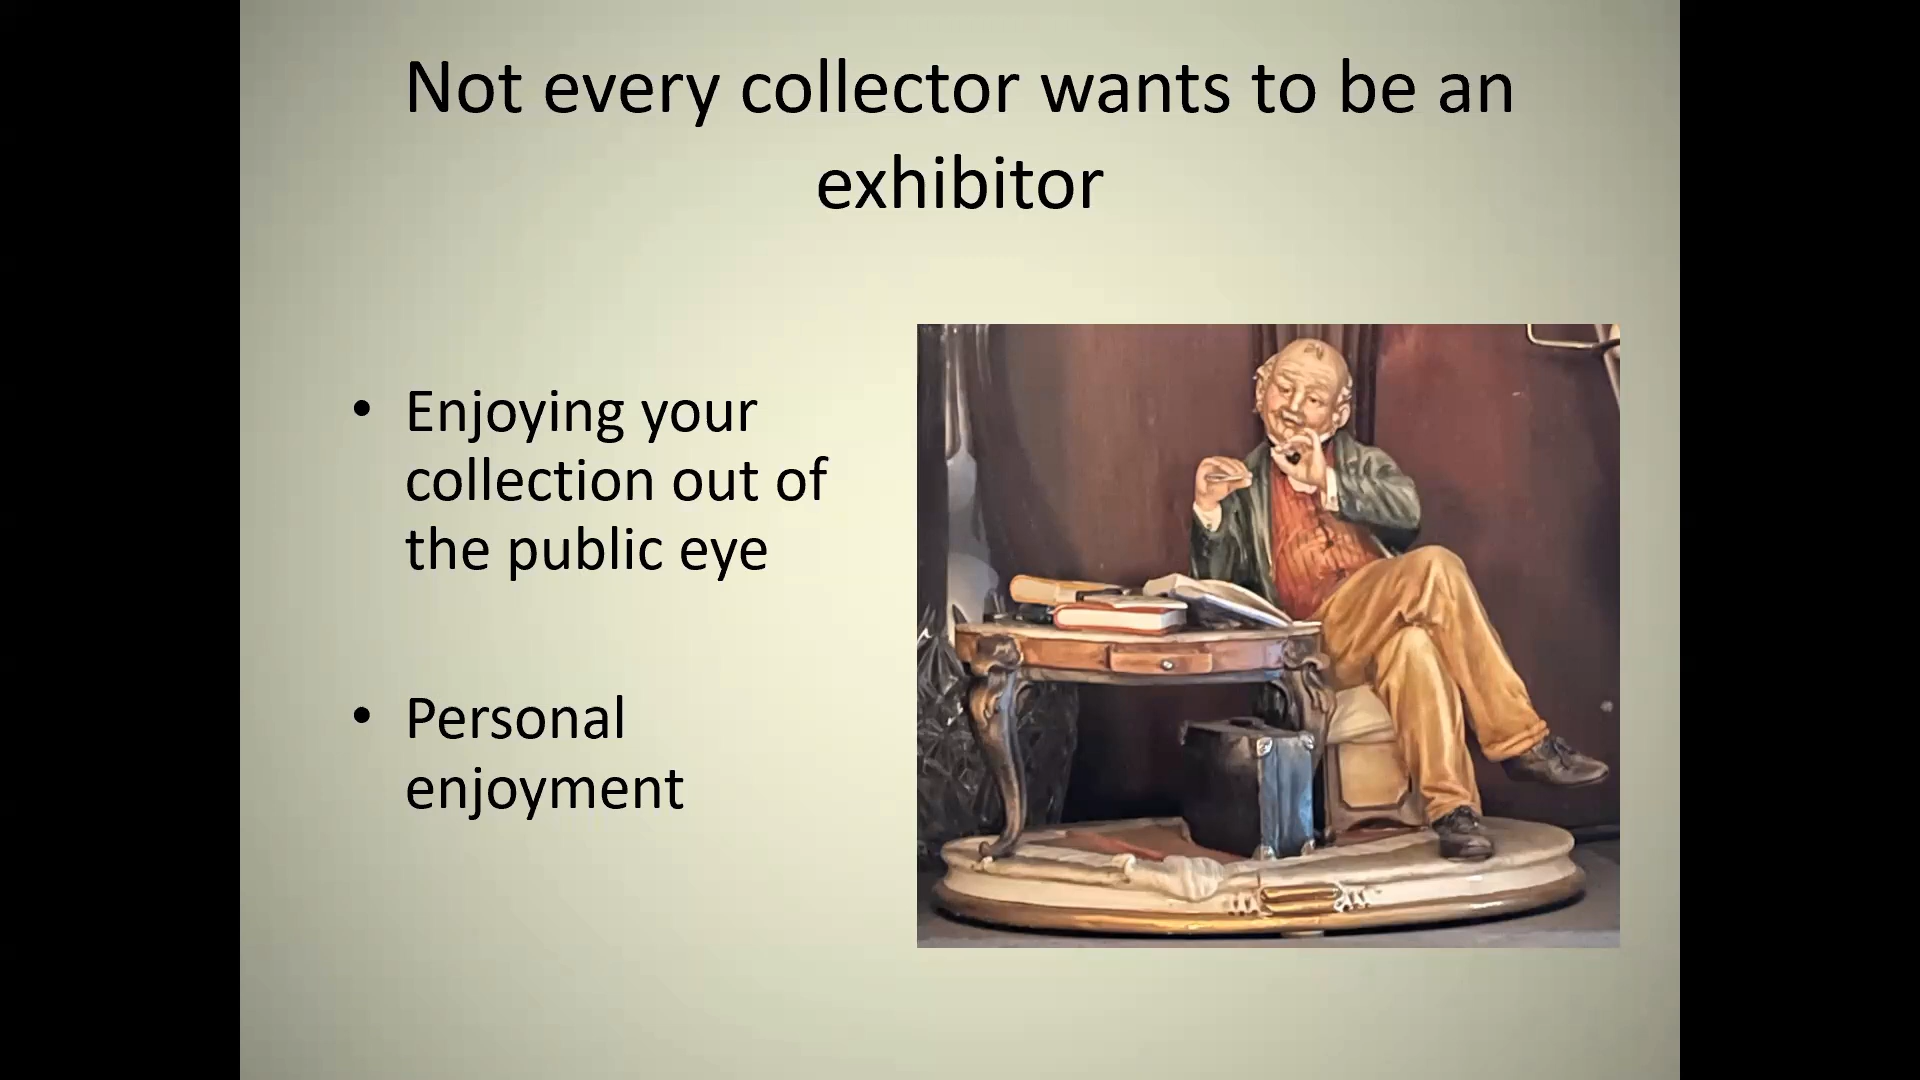 Not every collector wants to be an
exhibitor
• Enjoying your
collection out of
the public eye
• Personal
enjoyment